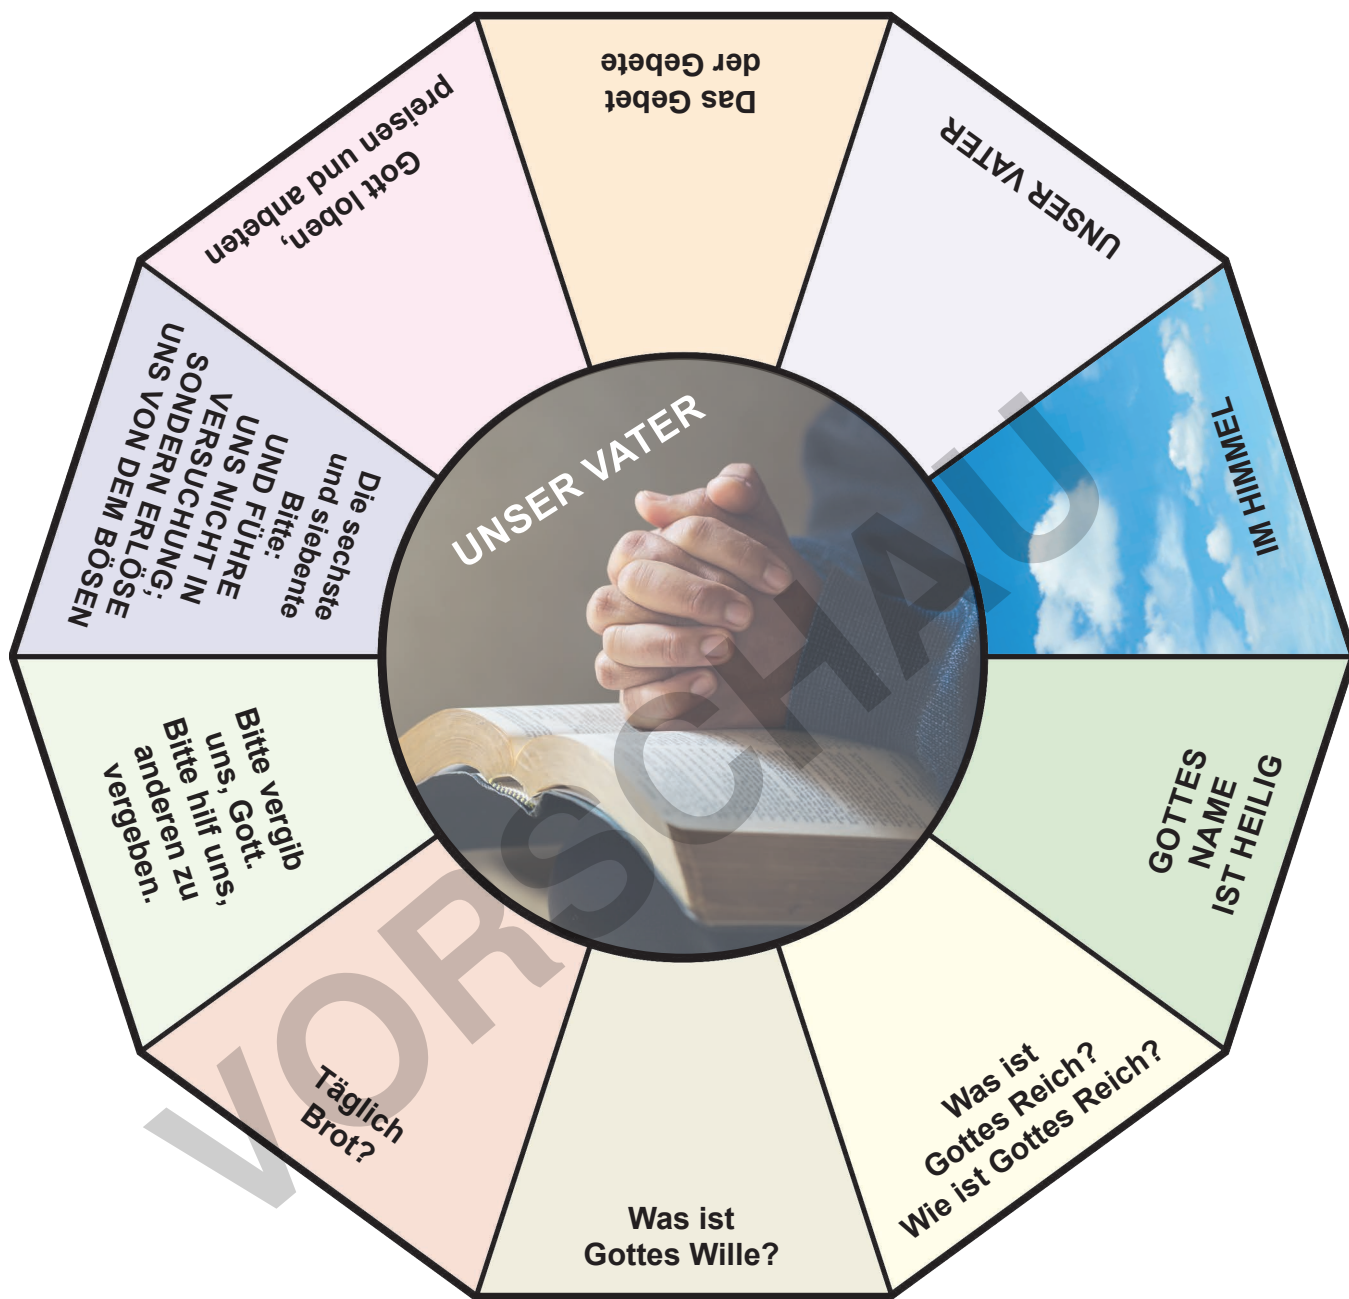 Das Gebet
der Gebete
UNSER VATER
IM HIMMEL
GOTTES
NAME
IST HEILIG
Was ist
Gottes Reich?
Wie ist Gottes Reich?
Was ist
Gottes Wille?
Täglich
Brot?
Bitte vergib
uns, Gott.
Bitte hilf uns,
anderen zu
vergeben.
Die sechste
und siebente
Bitte:
UND FÜHRE
UNS NICHT IN
VERSUCHUNG;
SONDERN ERLÖSE
UNS VON DEM BÖSEN
Gott loben,
preisen und anbeten
UNSER VATER
VORSCHAU